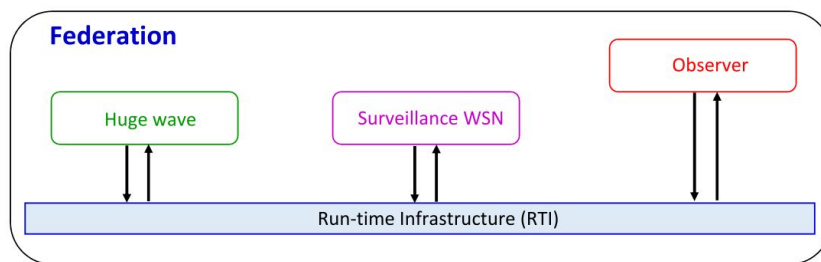 Federation
Observer
Huge wave
Surveillance WSN
Run-time Infrastructure (RTI)